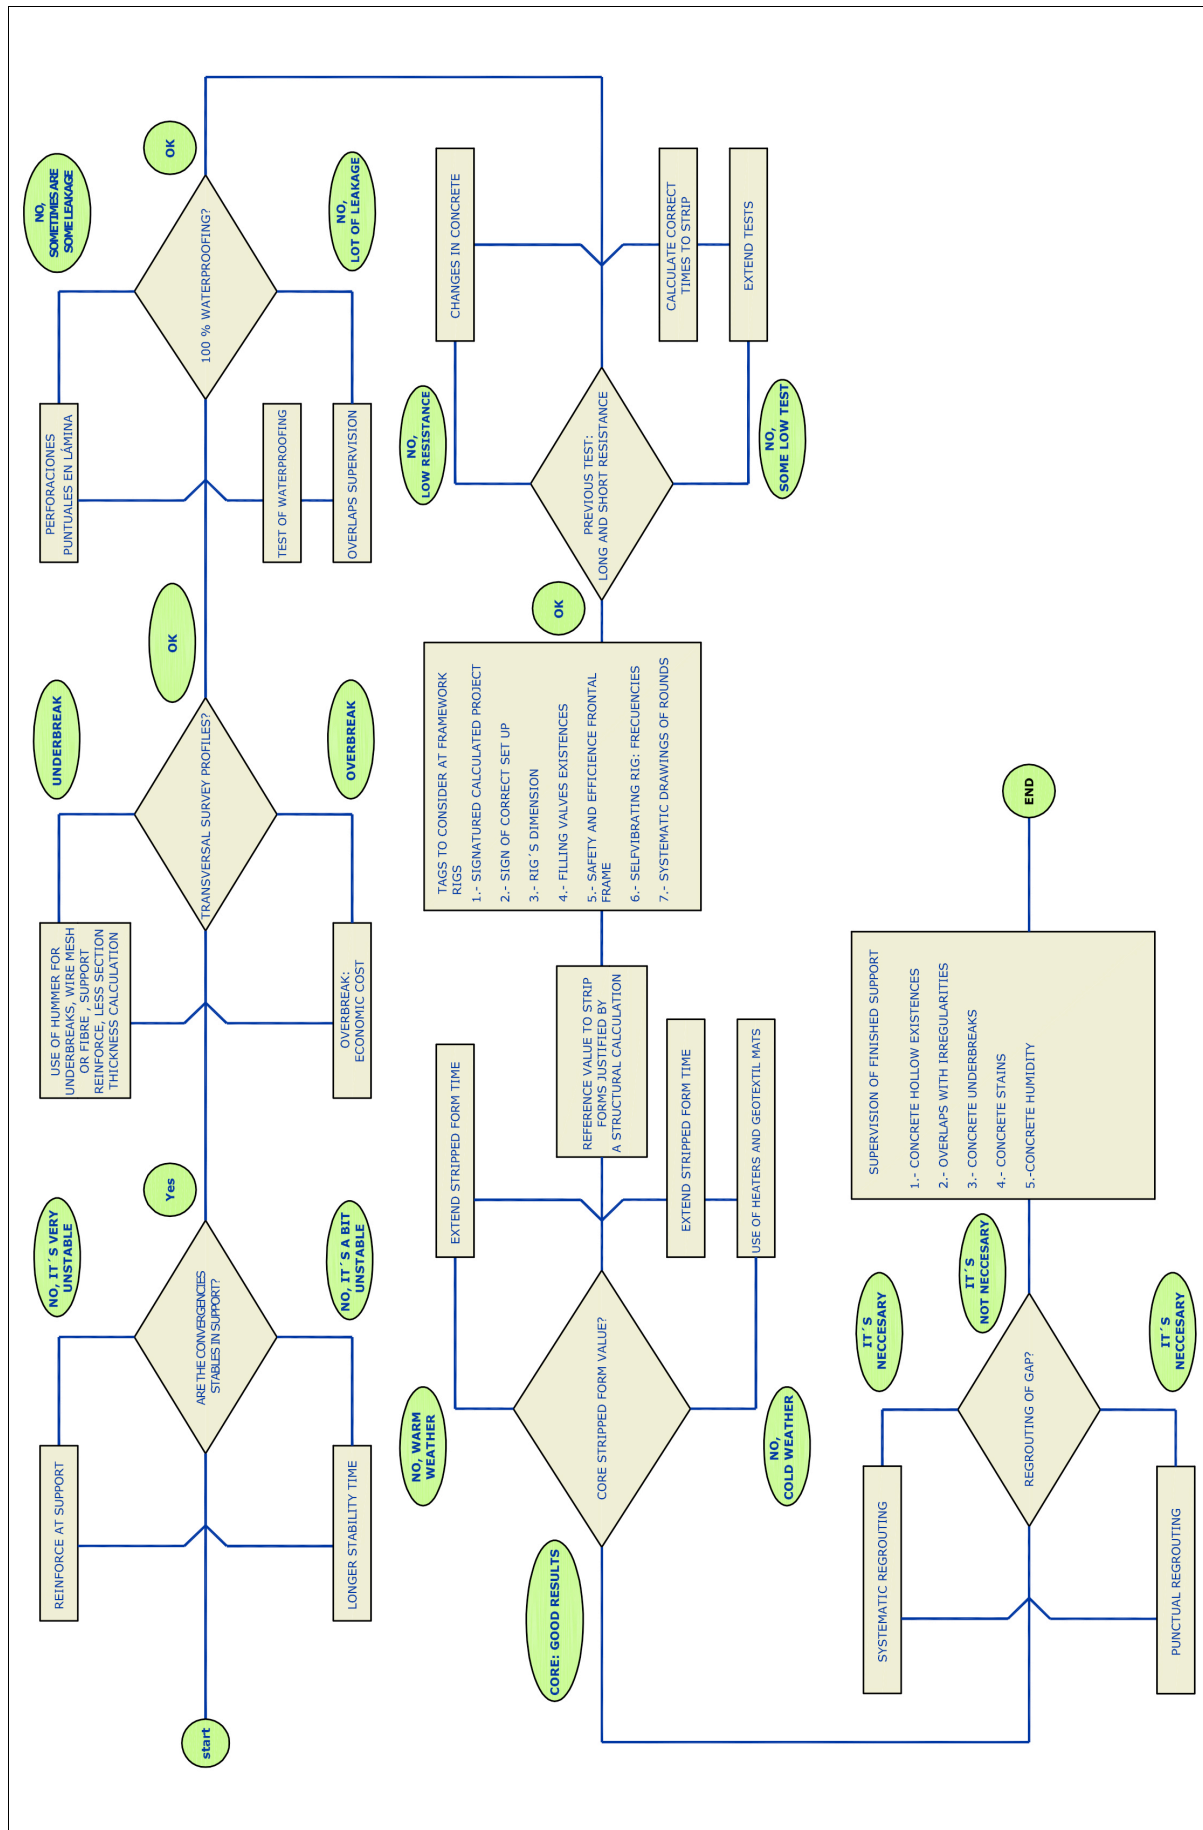 start
REINFORCE AT SUPPORT
LONGER STABILITY TIME
NO, IT´S VERY
UNSTABLE
ARE THE CONVERGENCIES
STABLES IN SUPPORT?
NO, IT´S A BIT
UNSTABLE
Yes
USE OF HUMMER FOR
UNDERBREAKS, WIRE MESH
OR FIBRE , SUPPORT
REINFORCE, LESS SECTION
THICKNESS CALCULATION
OVERBREAK:
ECONOMIC COST
UNDERBREAK
TRANSVERSAL SURVEY PROFILES?
OVERBREAK
OK
PERFORACIONES
PUNTUALES EN LÁMINA
TEST OF WATERPROOFING
OVERLAPS SUPERVISION
NO,
SOMETIMES ARE
SOME LEAKAGE
100 % WATERPROOFING?
NO,
LOT OF LEAKAGE
OK
CHANGES IN CONCRETE
CALCULATE CORRECT
TIMES TO STRIP
EXTEND TESTS
NO,
LOW RESISTANCE
PREVIOUS TEST:
LONG AND SHORT RESISTANCE
NO,
SOME LOW TEST
OK
TAGS TO CONSIDER AT FRAMEWORK
RIGS
1.- SIGNATURED CALCULATED PROJECT
2.- SIGN OF CORRECT SET UP
3.- RIG´S DIMENSION
4.- FILLING VALVES EXISTENCES
5.- SAFETY AND EFFICIENCE FRONTAL
FRAME
6.- SELFVIBRATING RIG: FRECUENCIES
7.- SYSTEMATIC DRAWINGS OF ROUNDS
REFERENCE VALUE TO STRIP
FORMS JUSTIFIED BY
A STRUCTURAL CALCULATION
EXTEND STRIPPED FORM TIME
EXTEND STRIPPED FORM TIME
USE OF HEATERS AND GEOTEXTIL MATS
NO, WARM
WEATHER
CORE STRIPPED FORM VALUE?
NO,
COLD WEATHER
CORE: GOOD RESULTS
SYSTEMATIC REGROUTING
PUNCTUAL REGROUTING
IT´S
NECCESARY
REGROUTING OF GAP?
IT´S
NECCESARY
IT´S
NOT NECCESARY
SUPERVISION OF FINISHED SUPPORT
1.- CONCRETE HOLLOW EXISTENCES
2.- OVERLAPS WITH IRREGULARITIES
3.- CONCRETE UNDERBREAKS
4.- CONCRETE STAINS
5.-CONCRETE HUMIDITY
END